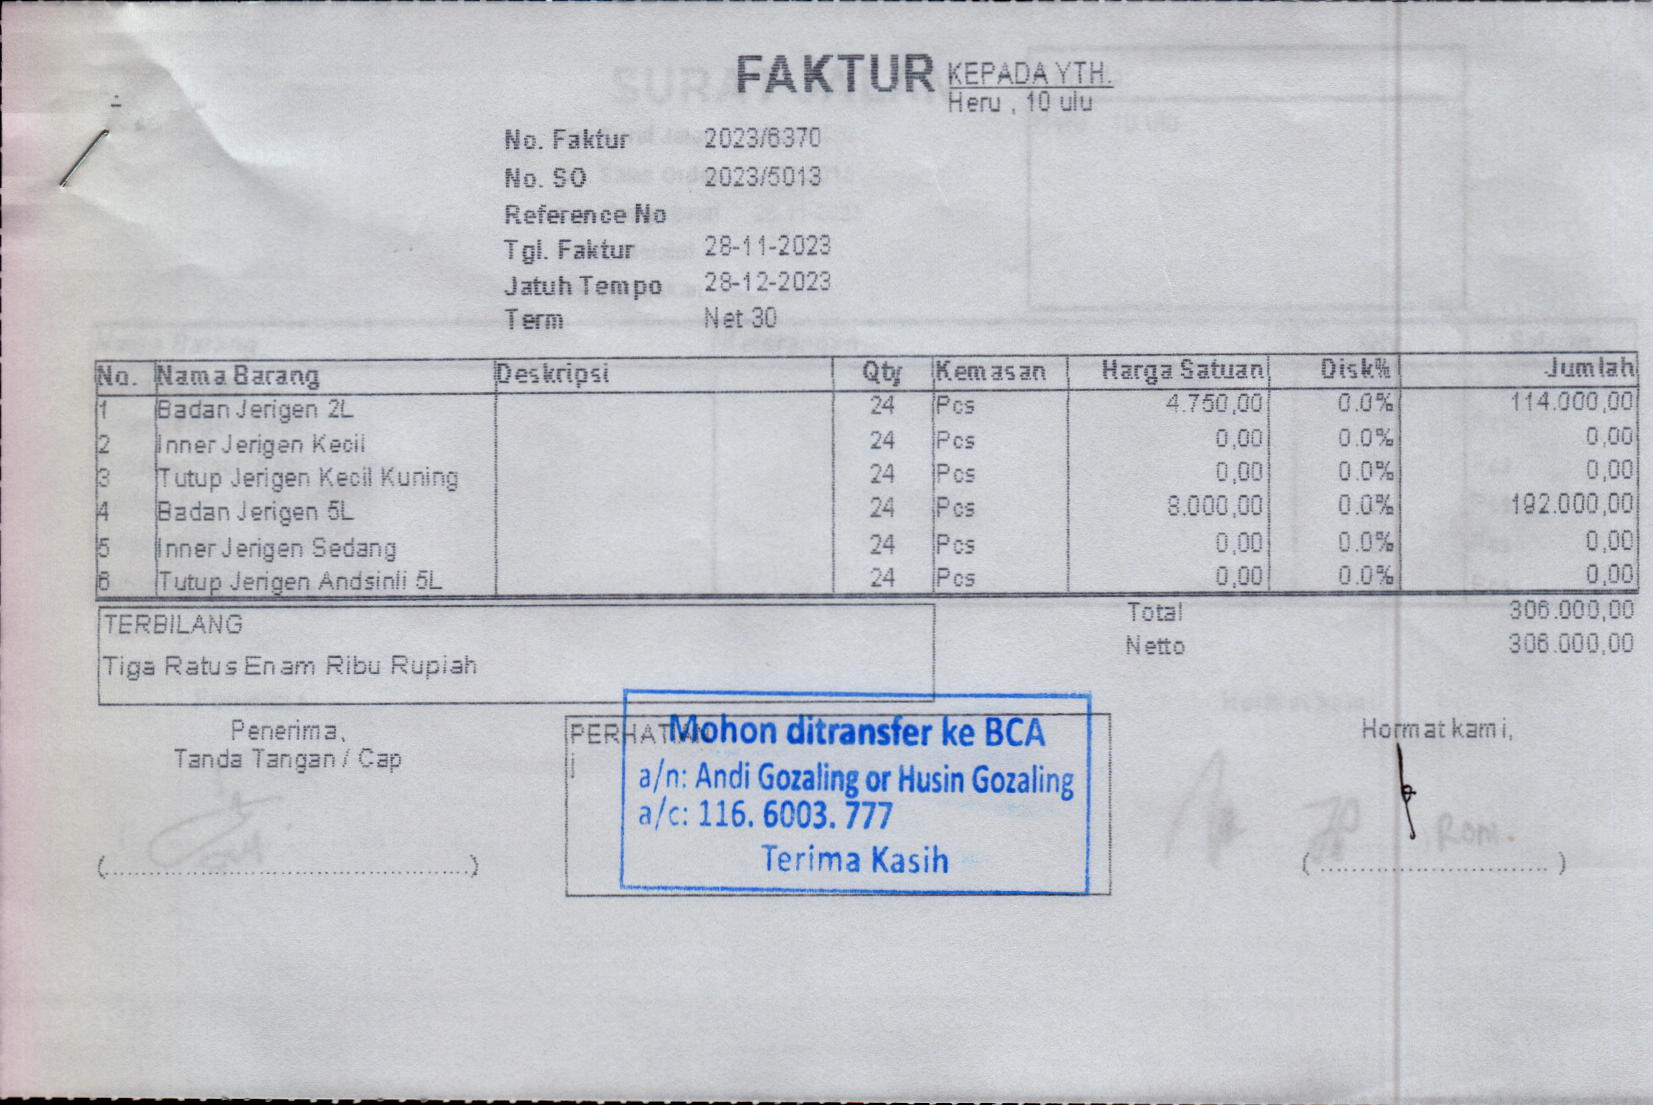 FAKTUR
KEPADA YTH.
Heru , 10 ulu
No. Faktur 2023/6370
No. SO 2023/5013
Reference No
Tgl. Faktur 28-11-2023
Jatuh Tempo 28-12-2023
Term Net 30
No. Nama Barang Deskripsi Qty Kemasan Harga Satuan Disk% Jumlah
1 Badan Jerigen 2L 24 Pcs 4.750,00 0.0% 114.000,00
2 Inner Jerigen Kecil 24 Pcs 0,00 0.0% 0,00
3 Tutup Jerigen Kecil Kuning 24 Pcs 0,00 0.0% 0,00
4 Badan Jerigen 5L 24 Pcs 8.000,00 0.0% 192.000,00
5 Inner Jerigen Sedang 24 Pcs 0,00 0.0% 0,00
6 Tutup Jerigen Andsinli 5L 24 Pcs 0,00 0.0% 0,00
TERBILANG
Tiga Ratus Enam Ribu Rupiah
Total 306.000,00
Netto 306.000,00
Penerima,
Tanda Tangan / Cap
(..............................................)
PERHATIAN
Mohon ditransfer ke BCA
a/n: Andi Gozaling or Husin Gozaling
a/c: 116. 6003. 777
Terima Kasih
Hormat kami,
(..............................)